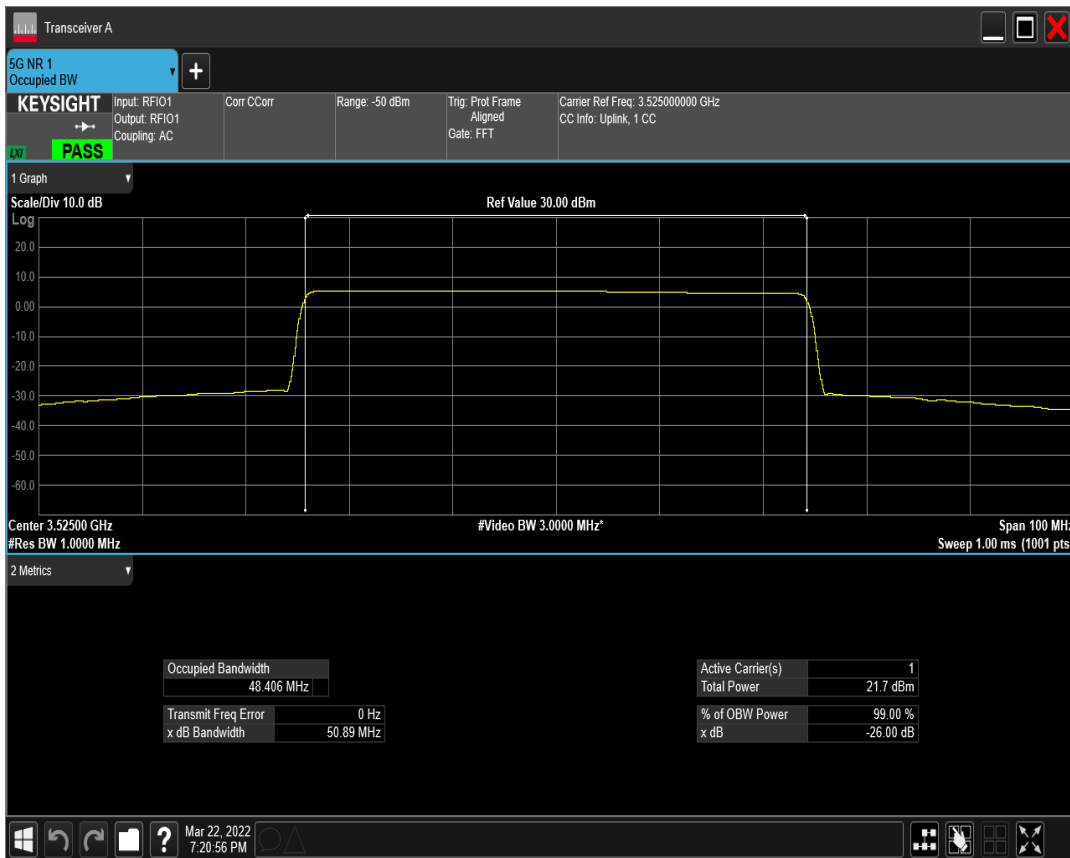 Transceiver A
5G NR 1
Occupied BW
+
KEYSIGHT
LXI
PASS
Input: RFIO1
Output: RFIO1
Coupling: AC
Corr CCorr
Range: -50 dBm
Trig: Prot Frame
Aligned
Gate: FFT
Carrier Ref Freq: 3.525000000 GHz
CC Info: Uplink, 1 CC
1 Graph
Scale/Div 10.0 dB
Ref Value 30.00 dBm
Log
20.0
10.0
0.00
-10.0
-20.0
-30.0
-40.0
-50.0
-60.0
Center 3.52500 GHz
#Video BW 3.0000 MHz*
Span 100 MHz
#Res BW 1.0000 MHz
Sweep 1.00 ms (1001 pts
2 Metrics
Occupied Bandwidth
48.406 MHz
Transmit Freq Error 0 Hz
x dB Bandwidth 50.89 MHz
Active Carrier(s) 1
Total Power 21.7 dBm
% of OBW Power 99.00 %
x dB -26.00 dB
?
Mar 22, 2022
7:20:56 PM